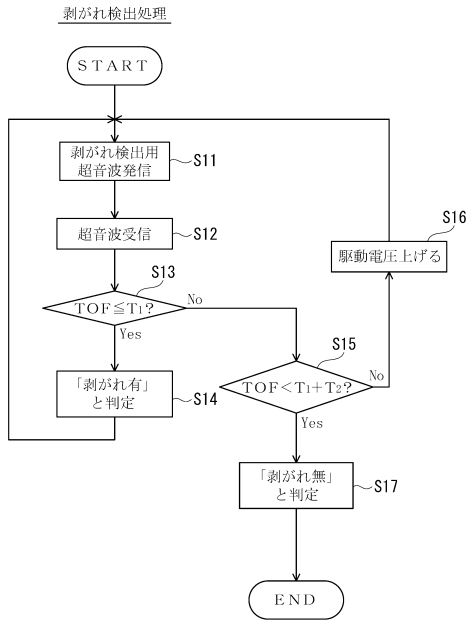 剥がれ検出処理
START
剥がれ検出用
超音波発信
S11
超音波受信
S12
S13
TOF≦T1?
No
Yes
「剥がれ有」
と判定
S14
S15
TOF<T1+T2?
No
Yes
S16
駆動電圧上げる
「剥がれ無」
と判定
S17
END